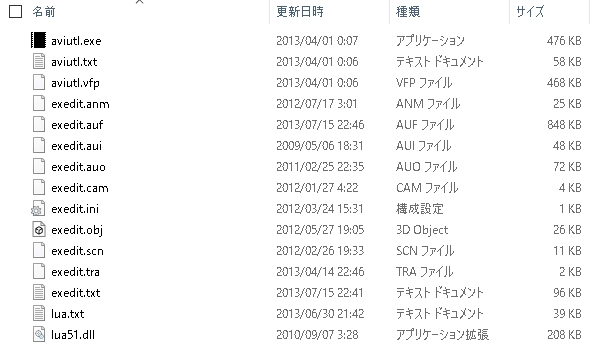 名前 更新日時 種類 サイズ
aviutl.exe 2013/04/01 0:07 アプリケーション 476 KB
aviutl.txt 2013/04/01 0:06 テキスト ドキュメント 58 KB
aviutl.vfp 2013/04/01 0:06 VFP ファイル 468 KB
exedit.anm 2012/07/17 3:01 ANM ファイル 25 KB
exedit.auf 2013/07/15 22:46 AUF ファイル 848 KB
exedit.aui 2009/05/06 18:31 AUI ファイル 48 KB
exedit.auo 2011/02/25 22:35 AUO ファイル 72 KB
exedit.cam 2012/01/27 4:22 CAM ファイル 4 KB
exedit.ini 2012/03/24 15:31 構成設定 1 KB
exedit.obj 2012/05/27 19:05 3D Object 26 KB
exedit.scn 2012/02/26 19:33 SCN ファイル 11 KB
exedit.tra 2013/04/14 22:46 TRA ファイル 2 KB
exedit.txt 2013/07/15 22:41 テキスト ドキュメント 96 KB
lua.txt 2013/06/30 21:42 テキスト ドキュメント 39 KB
lua51.dll 2010/09/07 3:28 アプリケーション拡張 208 KB